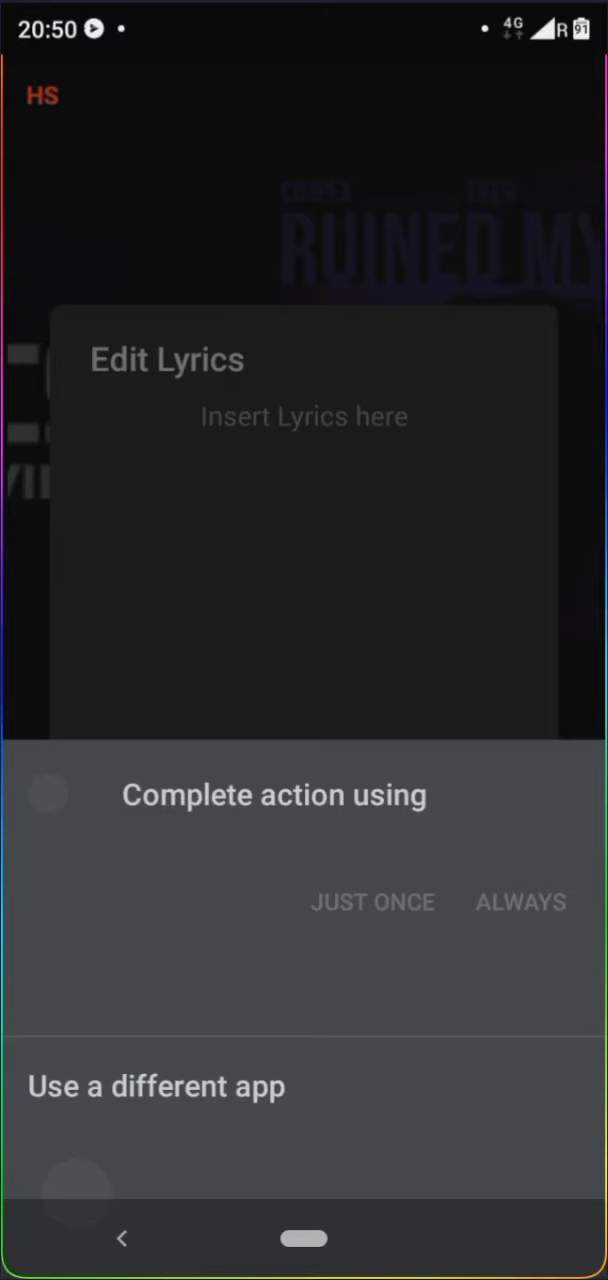 20:50 4G R 91
HS
RUINED MY
Edit Lyrics
Insert Lyrics here
Complete action using
JUST ONCE ALWAYS
Use a different app